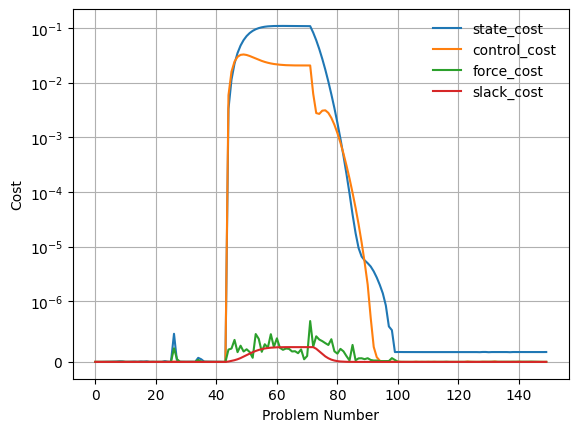 state_cost
control_cost
force_cost
slack_cost
Cost
10⁻¹
10⁻²
10⁻³
10⁻⁴
10⁻⁵
10⁻⁶
0
0 20 40 60 80 100 120 140
Problem Number